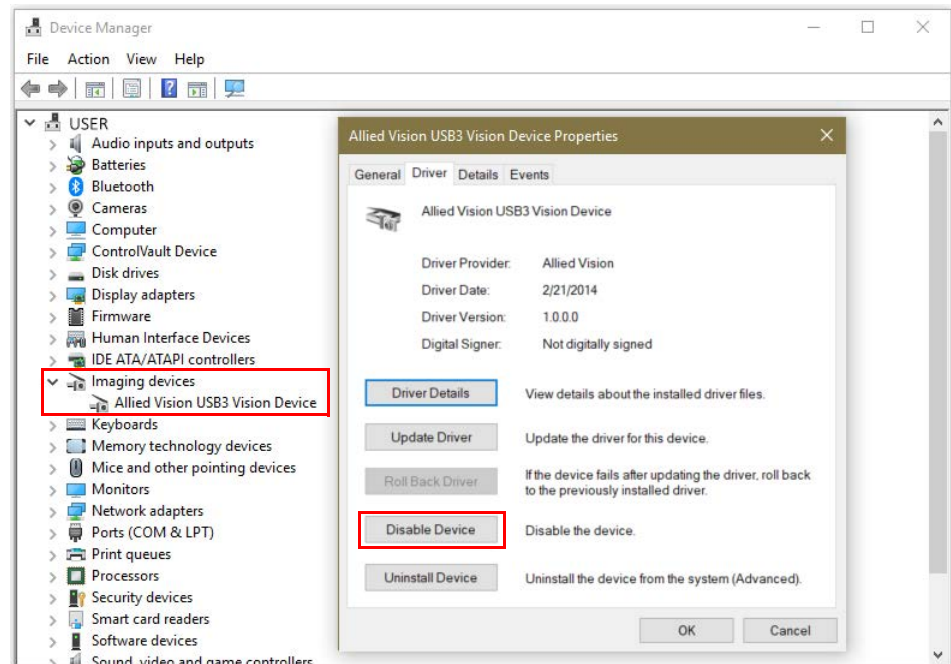 Device Manager
File Action View Help
USER
Audio inputs and outputs
Batteries
Bluetooth
Cameras
Computer
ControlVault Device
Disk drives
Display adapters
Firmware
Human Interface Devices
IDE ATA/ATAPI controllers
Imaging devices
Allied Vision USB3 Vision Device
Keyboards
Memory technology devices
Mice and other pointing devices
Monitors
Network adapters
Ports (COM & LPT)
Print queues
Processors
Security devices
Smart card readers
Software devices
Sound, video and game controllers
Allied Vision USB3 Vision Device Properties
General Driver Details Events
Allied Vision USB3 Vision Device
Driver Provider: Allied Vision
Driver Date: 2/21/2014
Driver Version: 1.0.0.0
Digital Signer: Not digitally signed
Driver Details View details about the installed driver files.
Update Driver Update the driver for this device.
Roll Back Driver If the device fails after updating the driver, roll back
to the previously installed driver.
Disable Device Disable the device.
Uninstall Device Uninstall the device from the system (Advanced).
OK Cancel